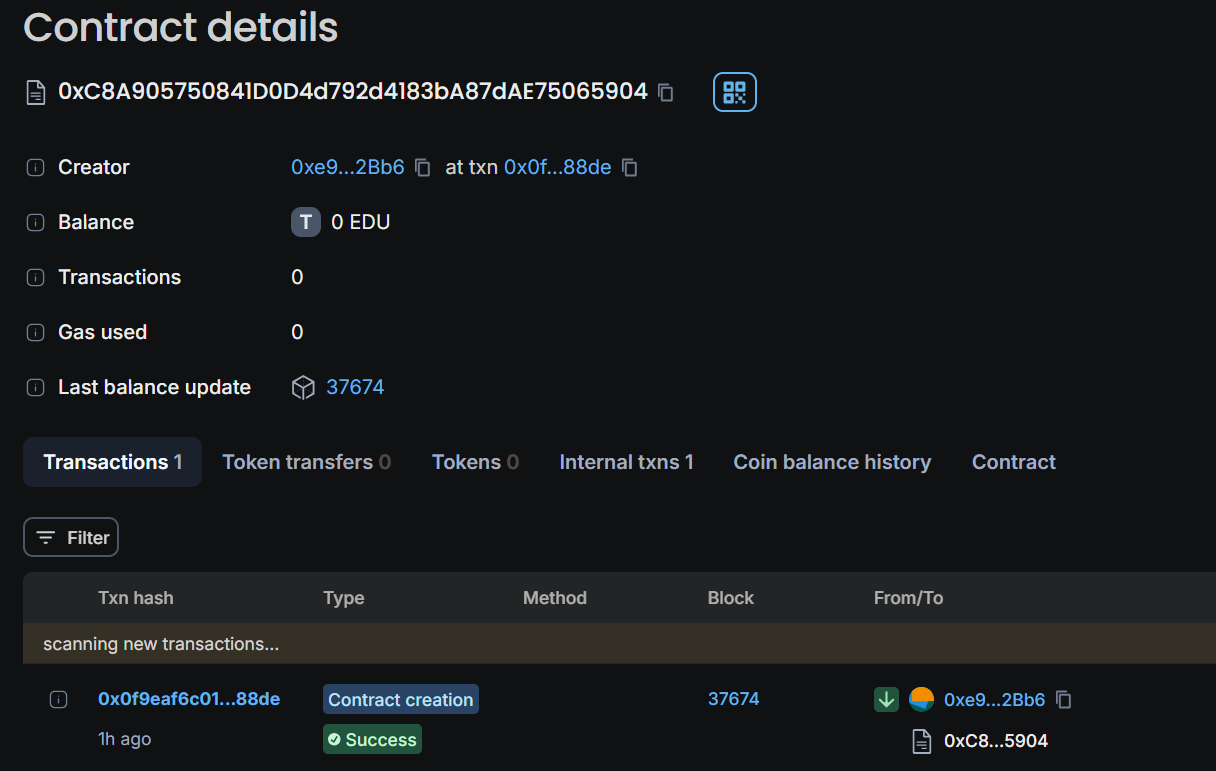 Contract details
0xC8A905750841D0D4d792d4183bA87dAE75065904
Creator 0xe9...2Bb6 at txn 0x0f...88de
Balance T 0 EDU
Transactions 0
Gas used 0
Last balance update 37674
Transactions 1 Token transfers 0 Tokens 0 Internal txns 1 Coin balance history Contract
Filter
Txn hash Type Method Block From/To
scanning new transactions...
0x0f9eaf6c01...88de Contract creation 37674 0xe9...2Bb6
1h ago Success 0xC8...5904